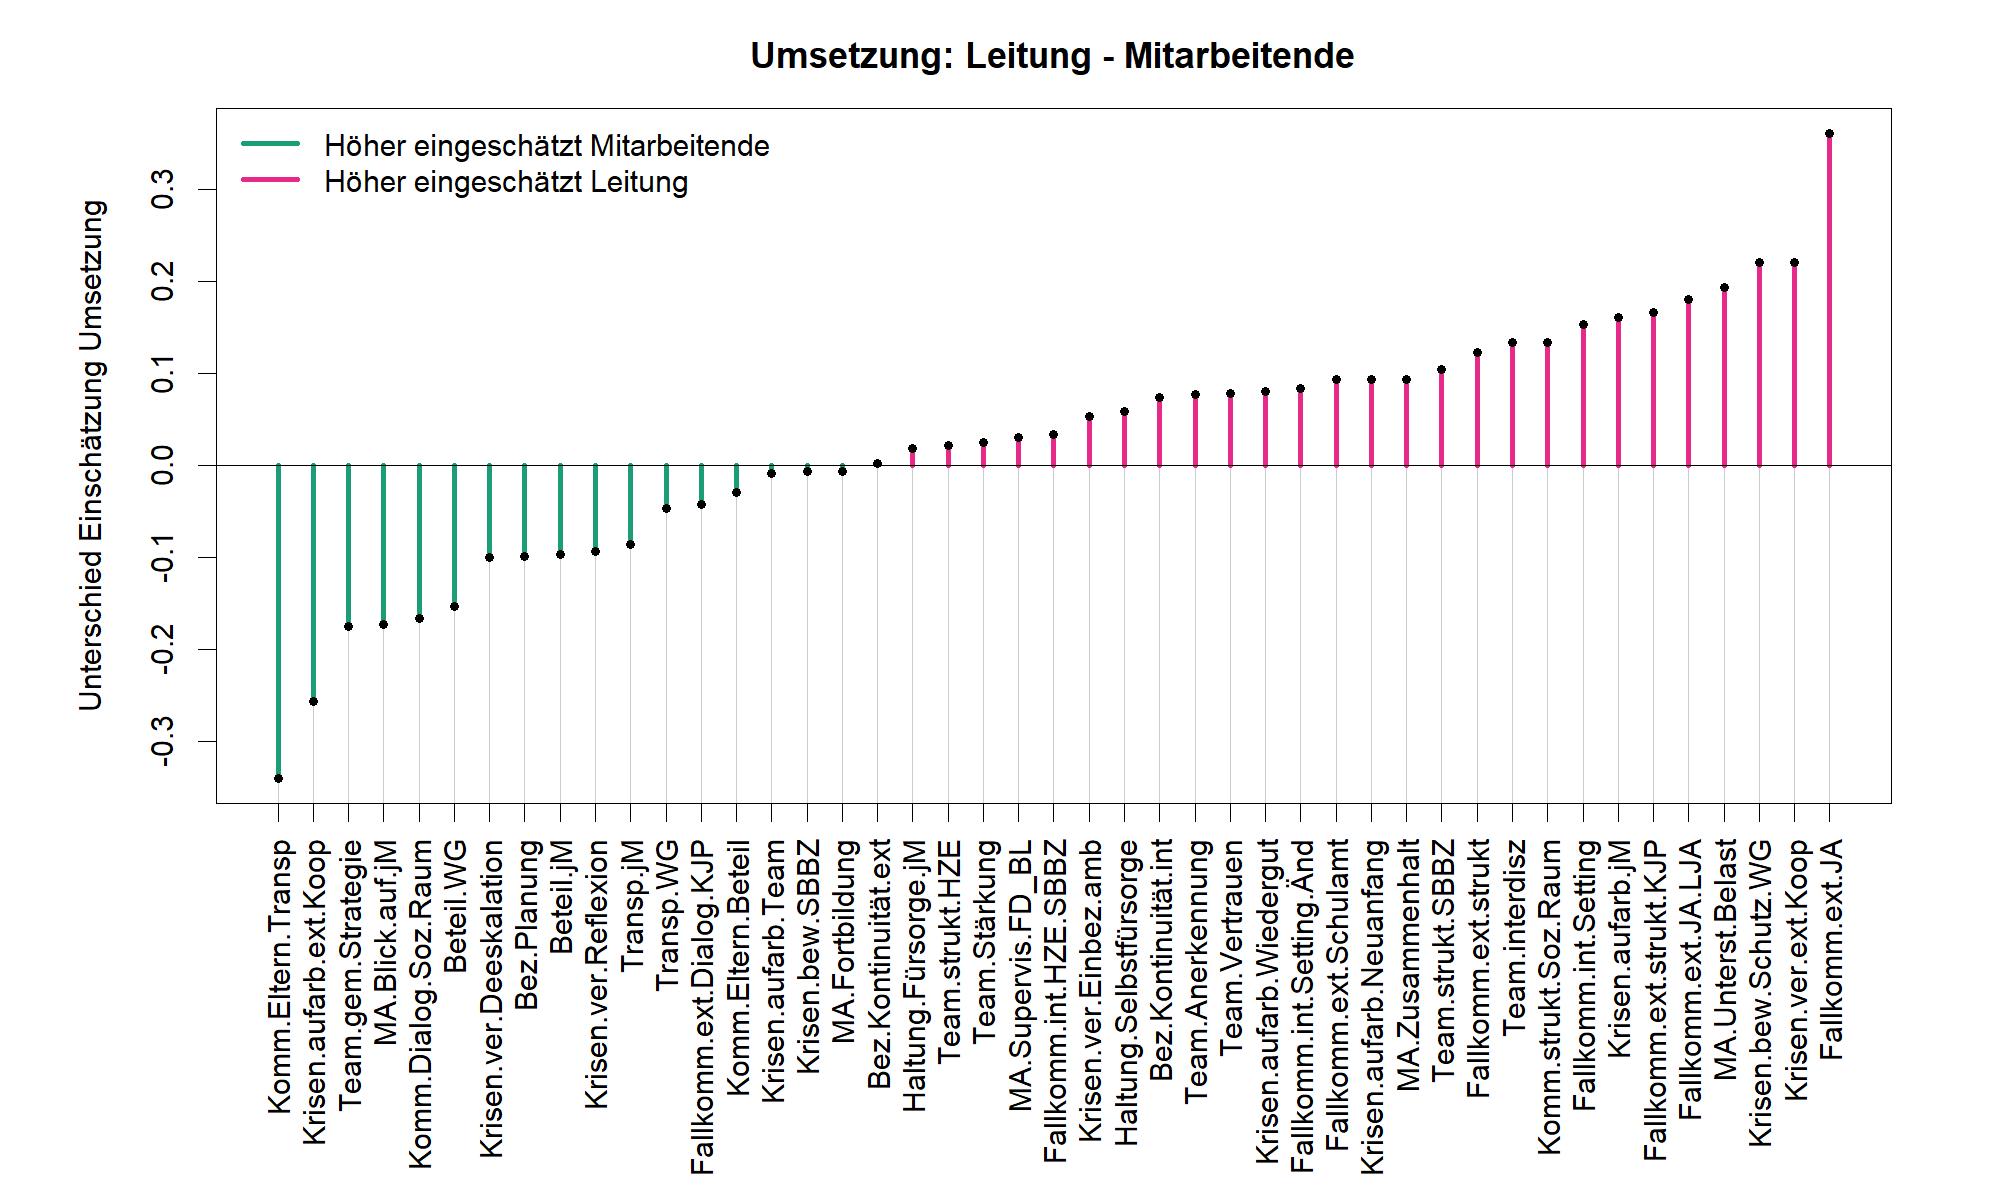 Umsetzung: Leitung - Mitarbeitende
Höher eingeschätzt Mitarbeitende
Höher eingeschätzt Leitung
Unterschied Einschätzung Umsetzung
0.3
0.2
0.1
0.0
-0.1
-0.2
-0.3
Komm.Eltern.Transp
Krisen.aufarb.ext.Koop
Team.gem.Strategie
MA.Blick.auf.jM
Komm.Dialog.Soz.Raum
Beteil.WG
Krisen.ver.Deeskalation
Bez.Planung
Beteil.jM
Krisen.ver.Reflexion
Transp.jM
Transp.WG
Fallkomm.ext.Dialog.KJP
Komm.Eltern.Beteil
Krisen.aufarb.Team
Krisen.bew.SBBZ
MA.Fortbildung
Bez.Kontinuität.ext
Haltung.Fürsorge.jM
Team.strukt.HZE
Team.Stärkung
MA.Supervis.FD_BL
Fallkomm.int.HZE.SBBZ
Krisen.ver.Einbez.amb
Haltung.Selbstfürsorge
Bez.Kontinuität.int
Team.Anerkennung
Team.Vertrauen
Krisen.aufarb.Wiedergut
Fallkomm.int.Setting.Änd
Fallkomm.ext.Schulamt
Krisen.aufarb.Neuanfang
MA.Zusammenhalt
Team.strukt.SBBZ
Fallkomm.ext.strukt
Team.interdisz
Komm.strukt.Soz.Raum
Fallkomm.int.Setting
Krisen.aufarb.jM
Fallkomm.ext.strukt.KJP
Fallkomm.ext.JA.LJA
MA.Unterst.Belast
Krisen.bew.Schutz.WG
Krisen.ver.ext.Koop
Fallkomm.ext.JA